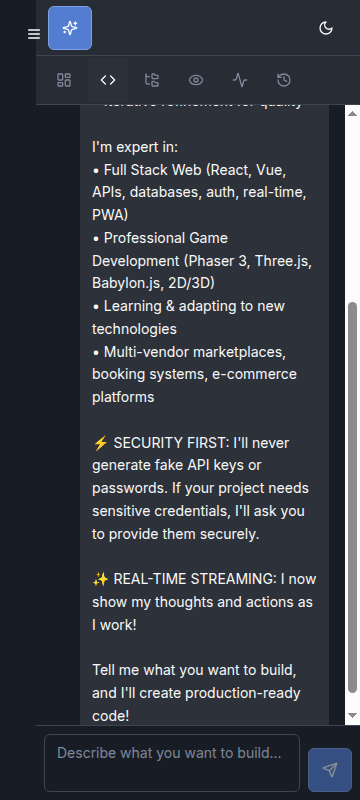 • Iterative refinement for quality
I'm expert in:
• Full Stack Web (React, Vue,
APIs, databases, auth, real-time,
PWA)
• Professional Game
Development (Phaser 3, Three.js,
Babylon.js, 2D/3D)
• Learning & adapting to new
technologies
• Multi-vendor marketplaces,
booking systems, e-commerce
platforms
⚡ SECURITY FIRST: I'll never
generate fake API keys or
passwords. If your project needs
sensitive credentials, I'll ask you
to provide them securely.
✨ REAL-TIME STREAMING: I now
show my thoughts and actions as
I work!
Tell me what you want to build,
and I'll create production-ready
code!
Describe what you want to build...